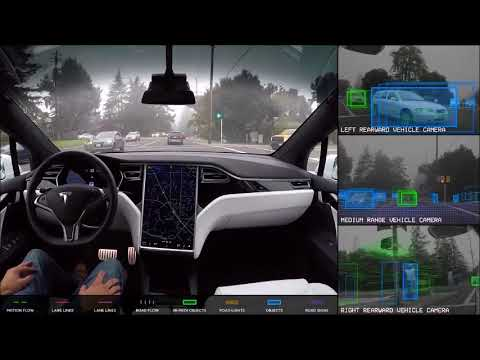 LEFT REARWARD VEHICLE CAMERA
MEDIUM RANGE VEHICLE CAMERA
RIGHT REARWARD VEHICLE CAMERA
MOTION FLOW
LANE LINES
LANE LINES
ROAD FLOW
IN-PATH OBJECTS
ROAD LIGHTS
OBJECTS
ROAD SIGNS